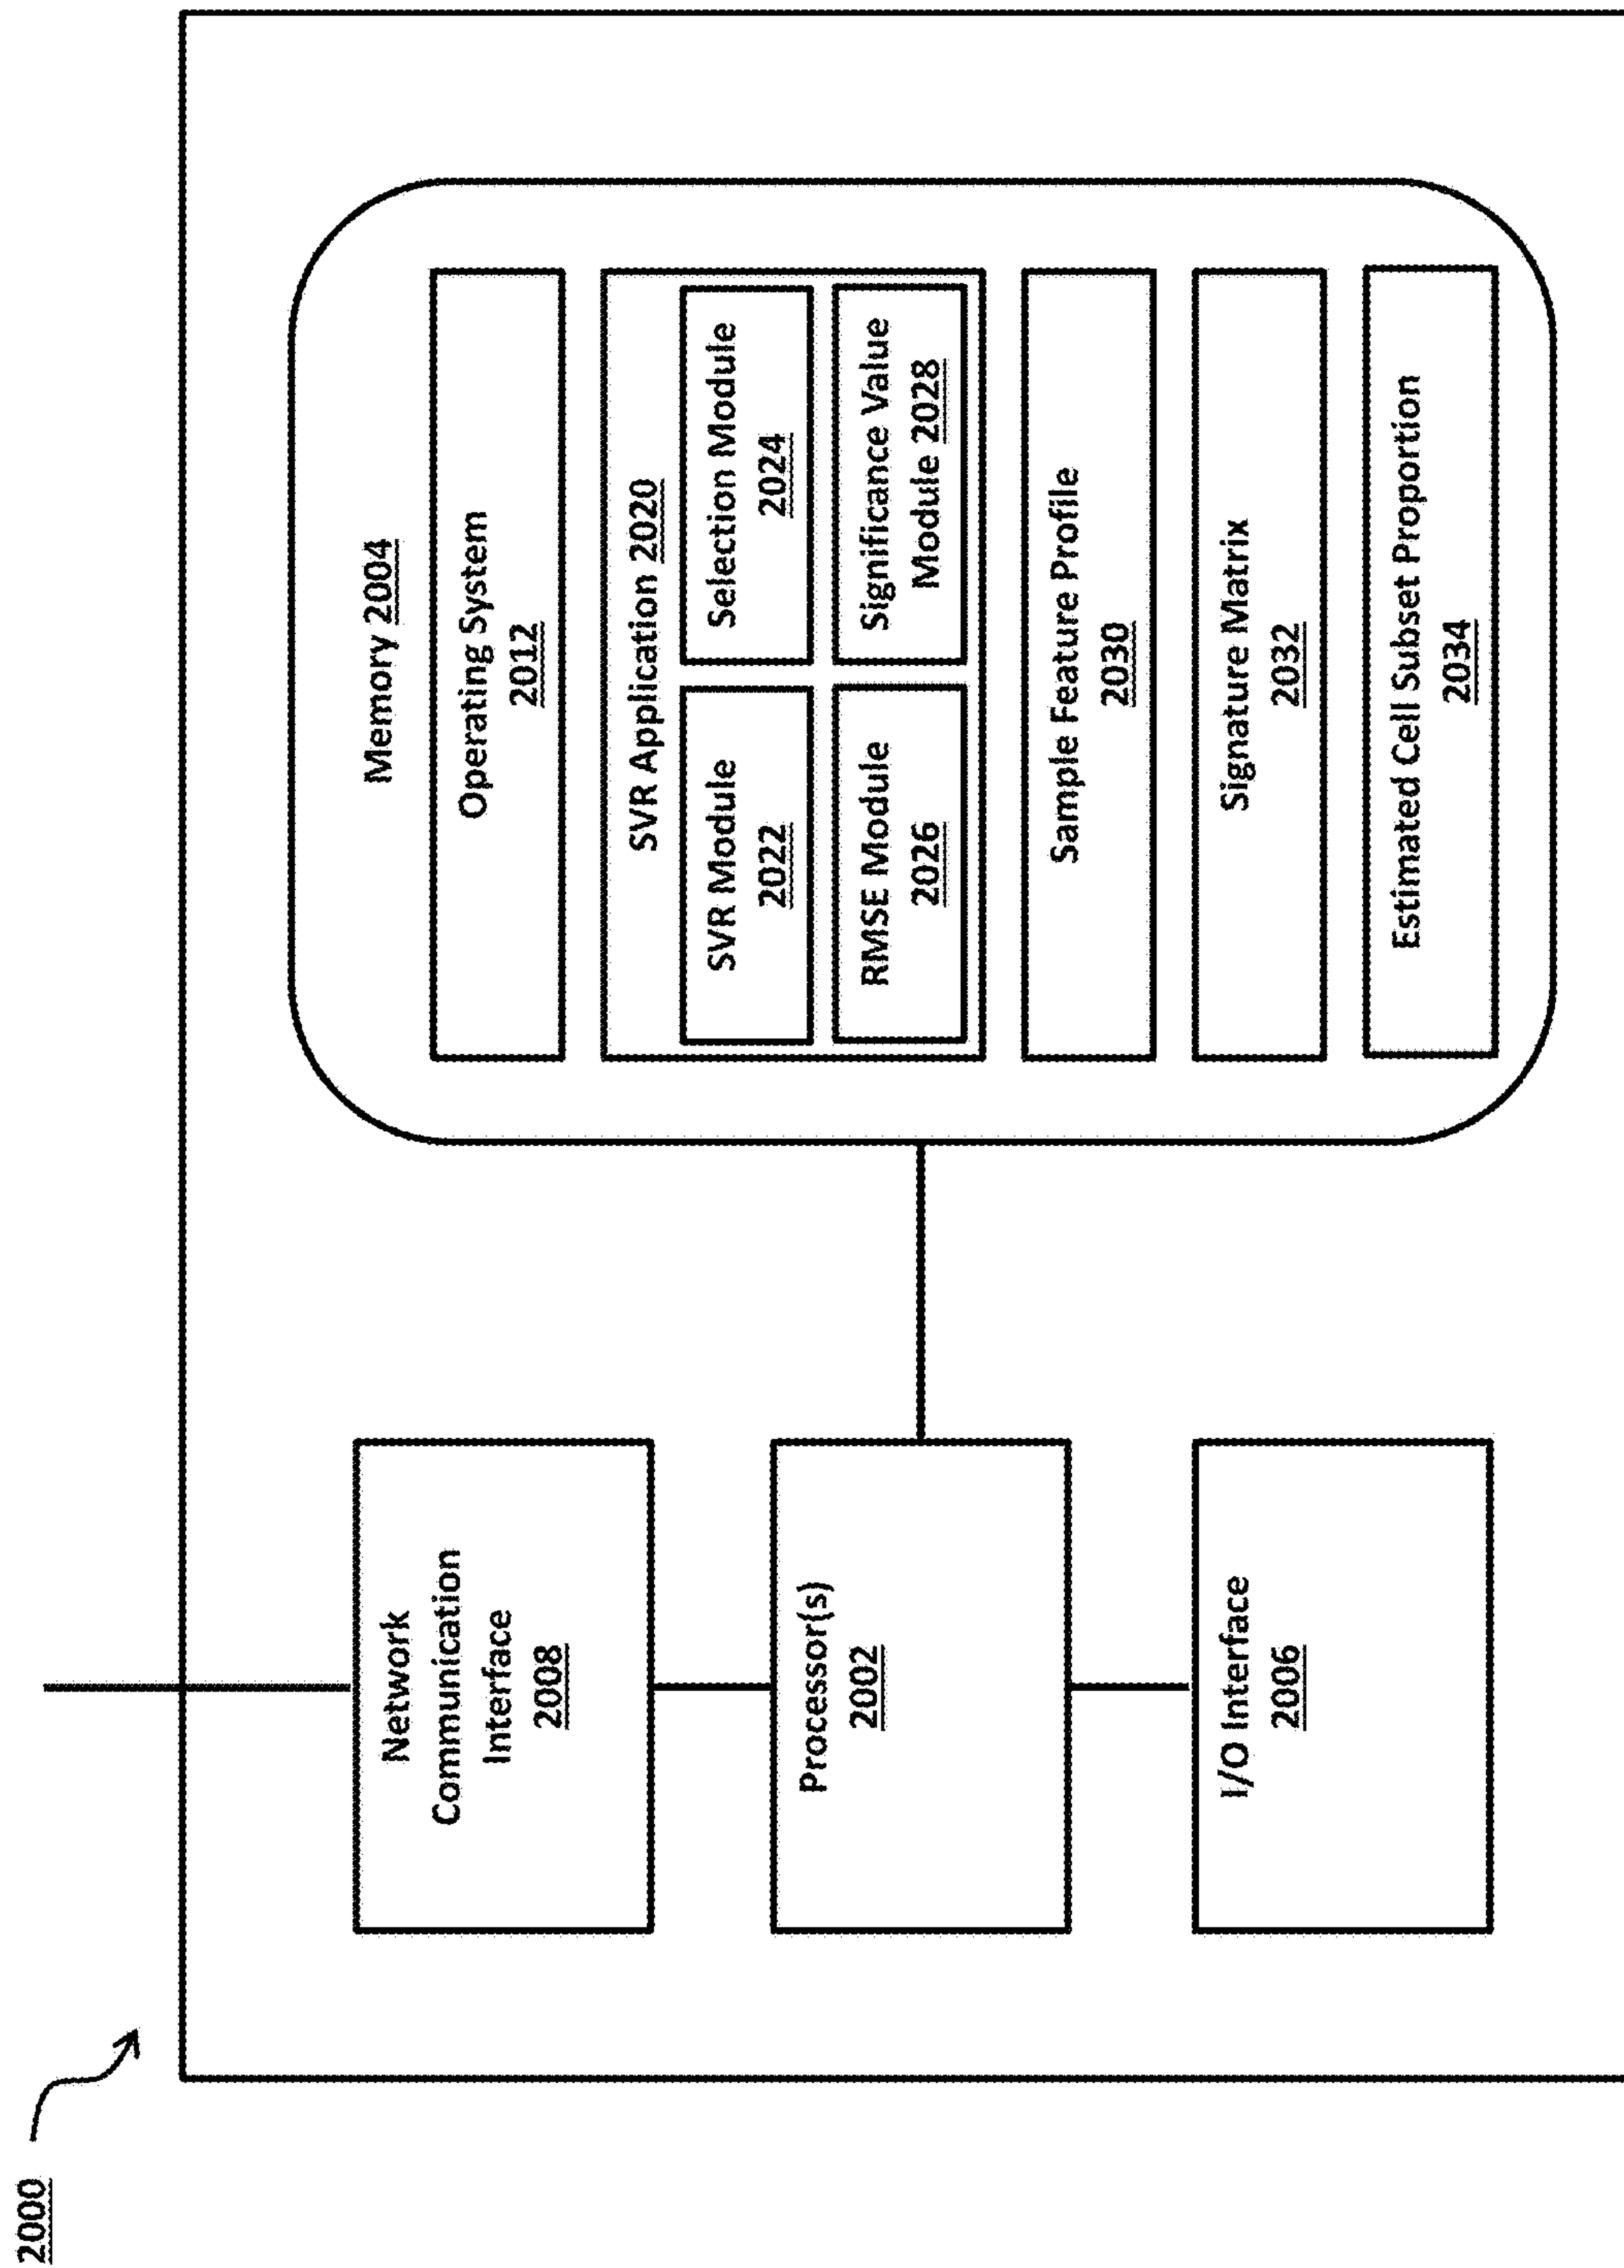 2000
Network
Communication
Interface
2008
Processor(s)
2002
I/O Interface
2006
Memory 2004
Operating System
2012
SVR Application 2020
SVR Module
2022
Selection Module
2024
RMSE Module
2026
Significance Value
Module 2028
Sample Feature Profile
2030
Signature Matrix
2032
Estimated Cell Subset Proportion
2034